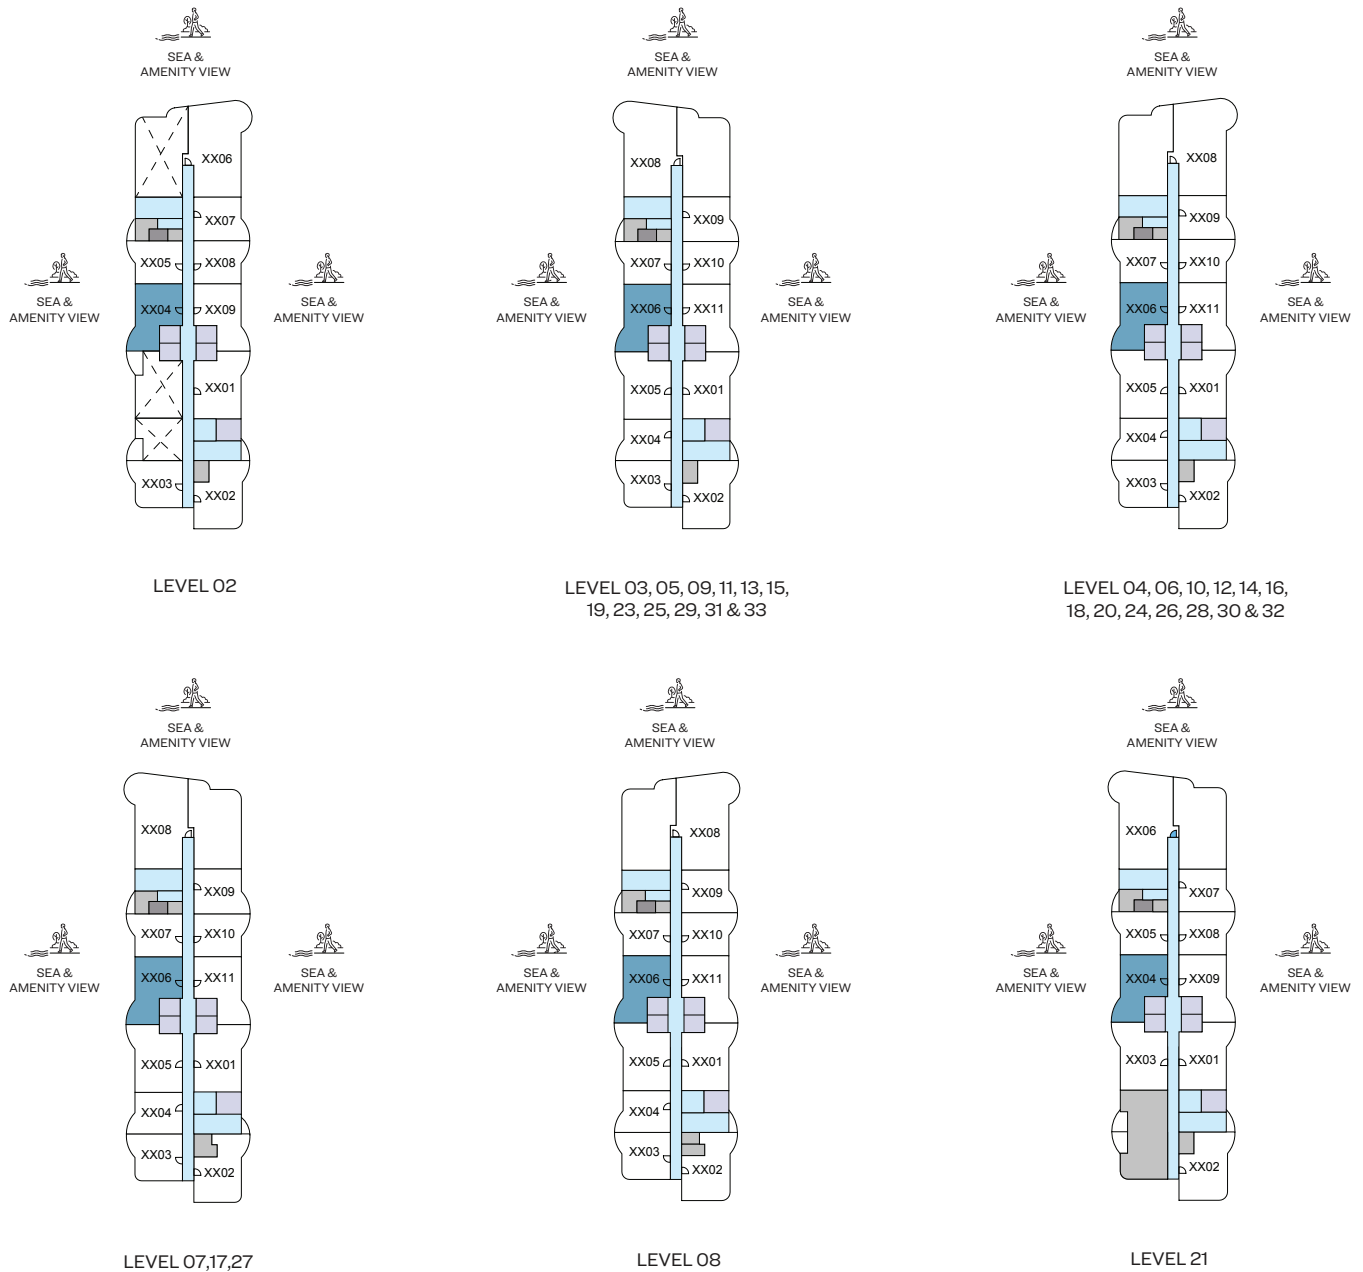 SEA &
AMENITY VIEW
XX06
XX07
XX05
XX08
SEA &
AMENITY VIEW
XX04
XX09
SEA &
AMENITY VIEW
XX01
XX03
XX02
LEVEL 02
SEA &
AMENITY VIEW
XX08
XX09
XX07
XX10
SEA &
AMENITY VIEW
XX06
XX11
SEA &
AMENITY VIEW
XX05
XX01
XX04
XX03
XX02
LEVEL 03, 05, 09, 11, 13, 15,
19, 23, 25, 29, 31 & 33
SEA &
AMENITY VIEW
XX08
XX09
XX07
XX10
SEA &
AMENITY VIEW
XX06
XX11
SEA &
AMENITY VIEW
XX05
XX01
XX04
XX03
XX02
LEVEL 04, 06, 10, 12, 14, 16,
18, 20, 24, 26, 28, 30 & 32
SEA &
AMENITY VIEW
XX08
XX09
XX07
XX10
SEA &
AMENITY VIEW
XX06
XX11
SEA &
AMENITY VIEW
XX05
XX01
XX04
XX03
XX02
LEVEL 07,17,27
SEA &
AMENITY VIEW
XX08
XX09
XX07
XX10
SEA &
AMENITY VIEW
XX06
XX11
SEA &
AMENITY VIEW
XX05
XX01
XX04
XX03
XX02
LEVEL 08
SEA &
AMENITY VIEW
XX06
XX07
XX05
XX08
SEA &
AMENITY VIEW
XX04
XX09
SEA &
AMENITY VIEW
XX03
XX01
XX02
LEVEL 21